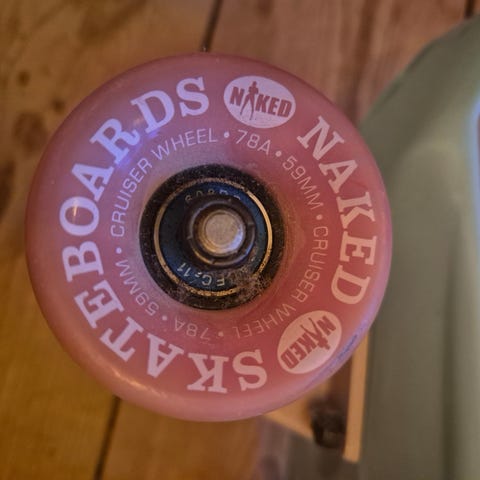 NAKED
NAKED
SKATEBOARDS
NAKED
CRUISER WHEEL • 78A • 59MM •
CRUISER WHEEL • 78A • 59MM •